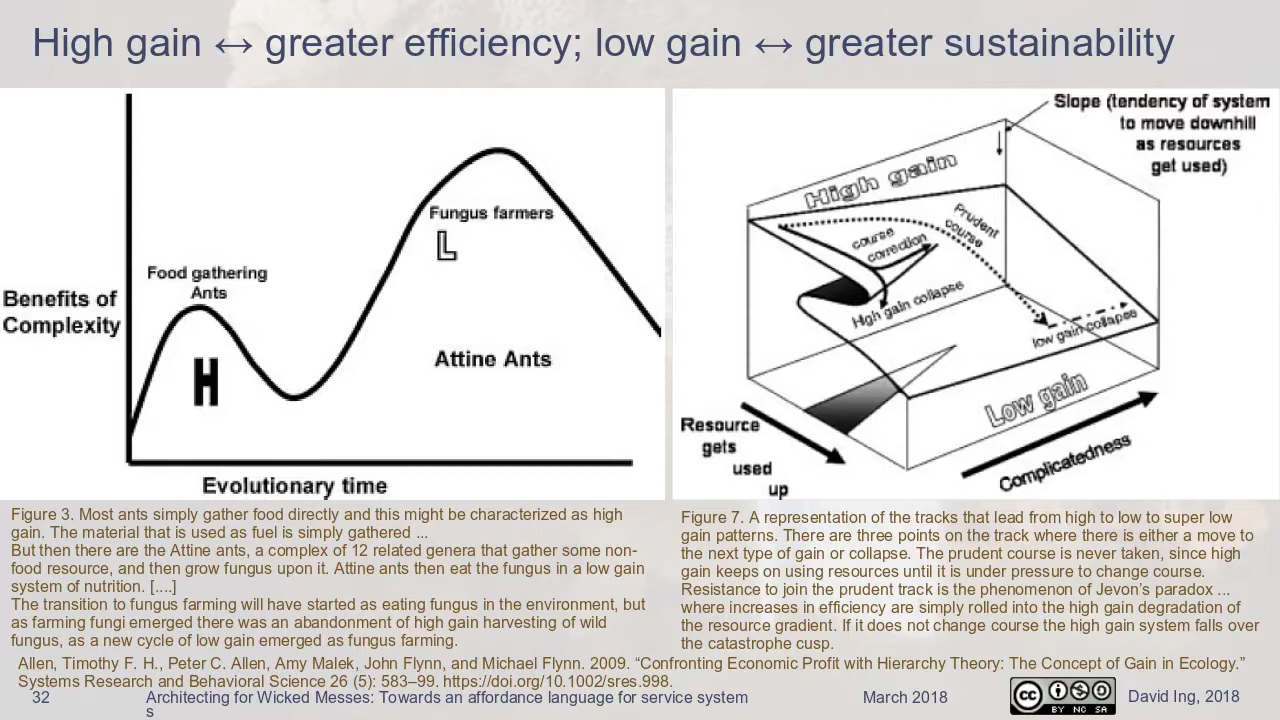 High gain ↔ greater efficiency; low gain ↔ greater sustainability
Benefits of
Complexity
Food gathering
Ants
H
Fungus farmers
L
Attine Ants
Evolutionary time
Slope (tendency of system
to move downhill
as resources
get used)
High gain
Prudent
course
course
correction
High gain collapse
low gain collapse
Low gain
Resource
gets
used
up
Complicatedness
Figure 3. Most ants simply gather food directly and this might be characterized as high
gain. The material that is used as fuel is simply gathered ...
But then there are the Attine ants, a complex of 12 related genera that gather some non-
food resource, and then grow fungus upon it. Attine ants then eat the fungus in a low gain
system of nutrition. [....]
The transition to fungus farming will have started as eating fungus in the environment, but
as farming fungi emerged there was an abandonment of high gain harvesting of wild
fungus, as a new cycle of low gain emerged as fungus farming.
Figure 7. A representation of the tracks that lead from high to low to super low
gain patterns. There are three points on the track where there is either a move to
the next type of gain or collapse. The prudent course is never taken, since high
gain keeps on using resources until it is under pressure to change course.
Resistance to join the prudent track is the phenomenon of Jevon's paradox ...
where increases in efficiency are simply rolled into the high gain degradation of
the resource gradient. If it does not change course the high gain system falls over
the catastrophe cusp.
Allen, Timothy F. H., Peter C. Allen, Amy Malek, John Flynn, and Michael Flynn. 2009. “Confronting Economic Profit with Hierarchy Theory: The Concept of Gain in Ecology.”
Systems Research and Behavioral Science 26 (5): 583–99. https://doi.org/10.1002/sres.998.
32
Architecting for Wicked Messes: Towards an affordance language for service system
s
March 2018
cc
BY NC SA
David Ing, 2018